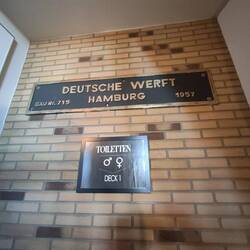 DEUTSCHE WERFT
HAMBURG
BAU Nr. 715 1957
TOILETTEN
♂ ♀
DECK 1